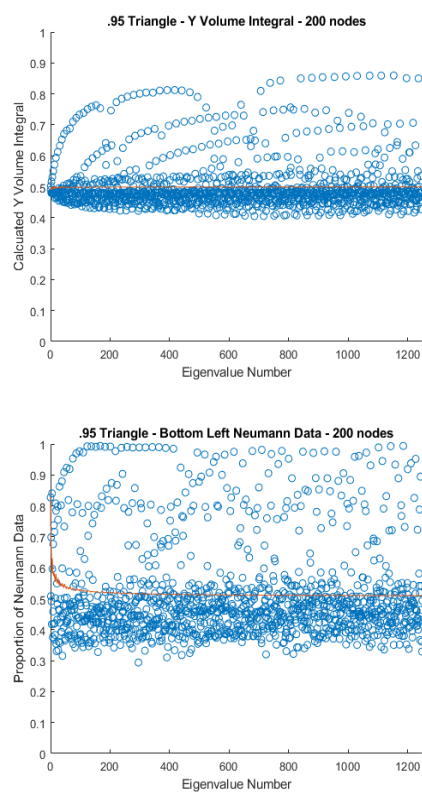 .95 Triangle - Y Volume Integral - 200 nodes
1
0.9
0.8
0.7
0.6
0.5
0.4
0.3
0.2
0.1
0
Calcuated Y Volume Integral
0 200 400 600 800 1000 1200
Eigenvalue Number
.95 Triangle - Bottom Left Neumann Data - 200 nodes
1
0.9
0.8
0.7
0.6
0.5
0.4
0.3
0.2
0.1
0
Proportion of Neumann Data
0 200 400 600 800 1000 1200
Eigenvalue Number